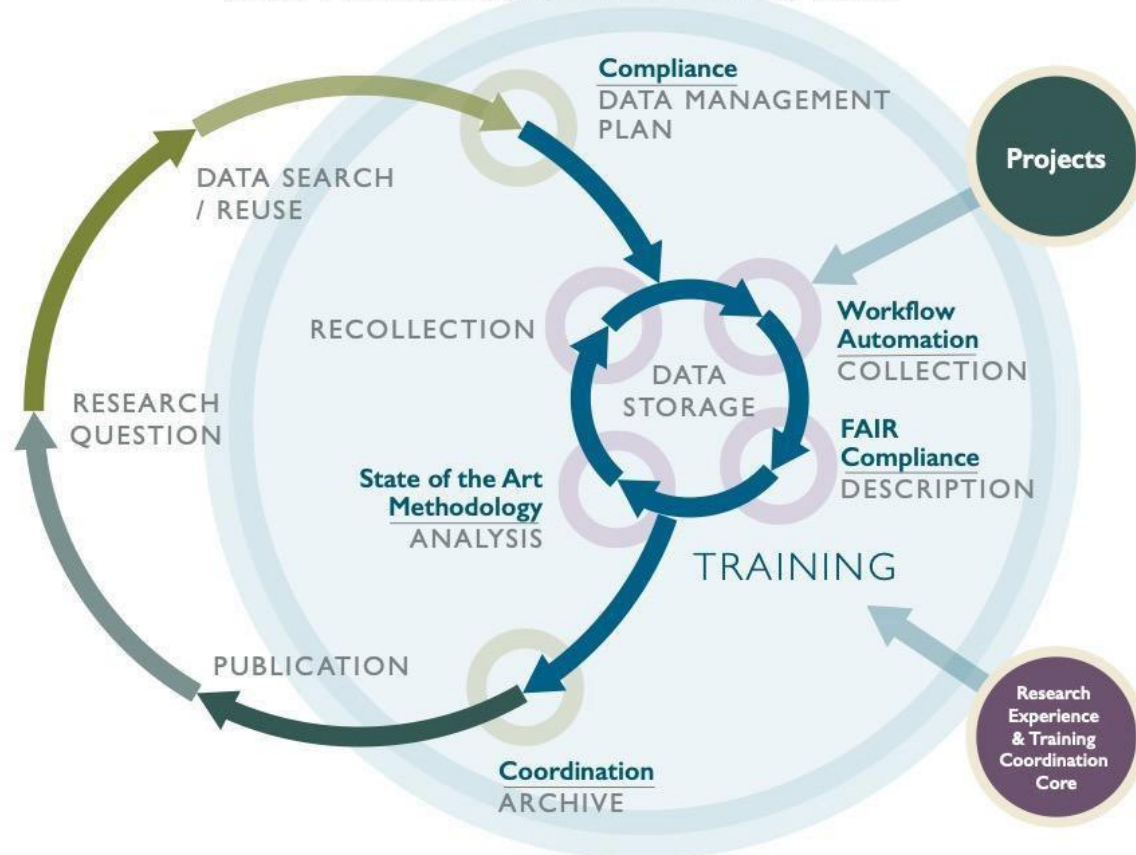 Compliance
DATA MANAGEMENT
PLAN
Projects
DATA SEARCH
/ REUSE
RECOLLECTION
Workflow
Automation
COLLECTION
DATA
STORAGE
RESEARCH
QUESTION
FAIR
Compliance
DESCRIPTION
State of the Art
Methodology
ANALYSIS
TRAINING
PUBLICATION
Research
Experience
& Training
Coordination
Core
Coordination
ARCHIVE